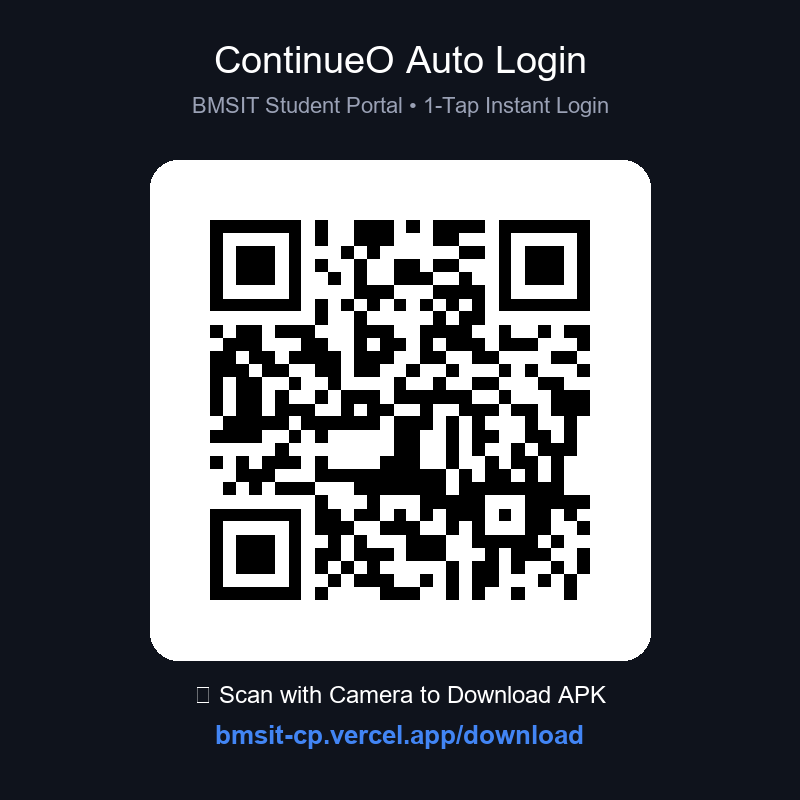 ContinueO Auto Login
BMSIT Student Portal • 1-Tap Instant Login
Scan with Camera to Download APK
bmsit-cp.vercel.app/download